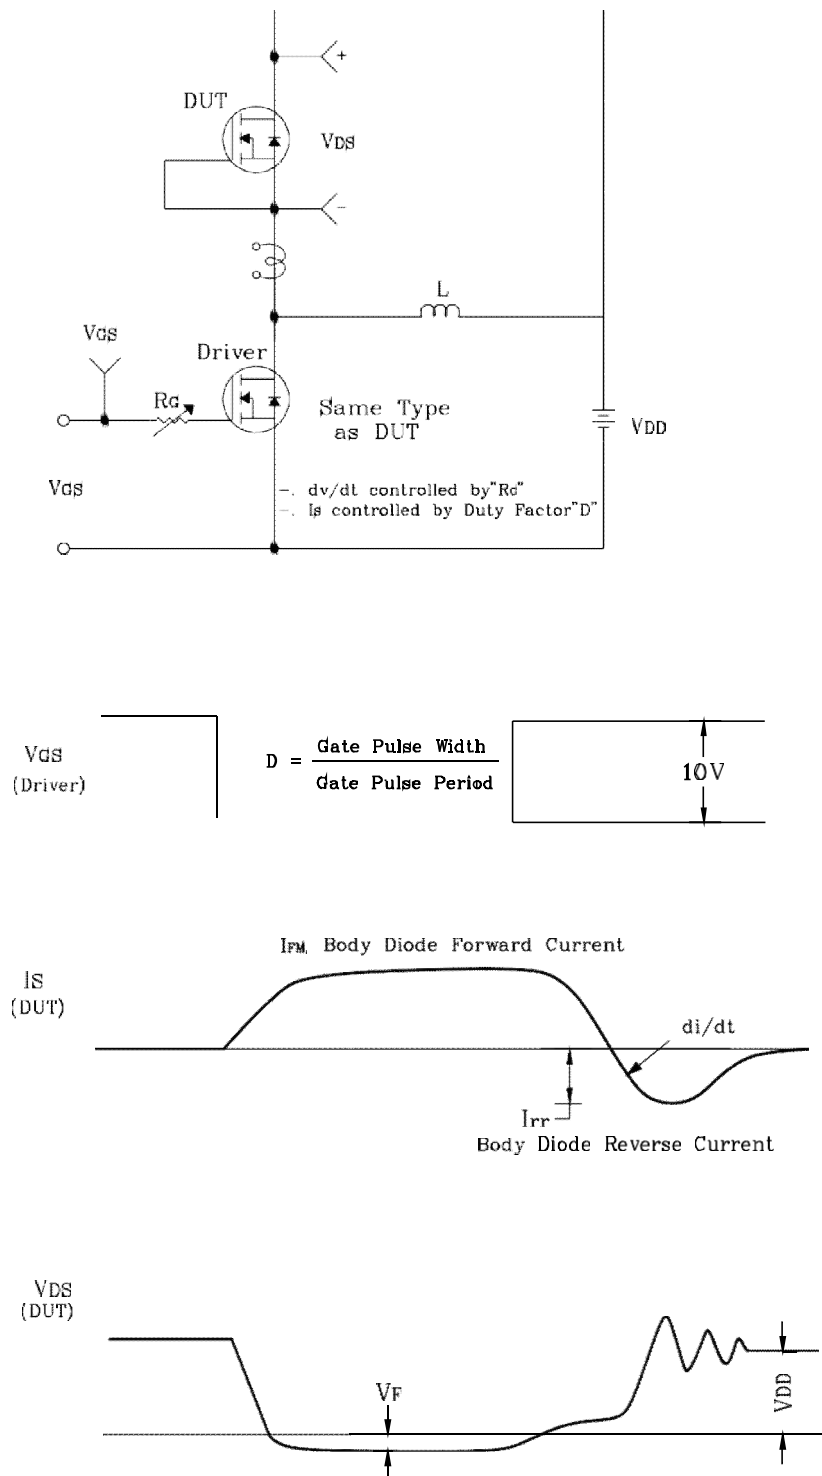 +
DUT
VDS
-
L
VGS
Driver
RG
Same Type
as DUT
VDD
VGS
-. dv/dt controlled by"RG"
-. Is controlled by Duty Factor"D"
VGS
(Driver)
D = Gate Pulse Width
Gate Pulse Period
10V
IFM, Body Diode Forward Current
IS
(DUT)
di/dt
Irr
Body Diode Reverse Current
VDS
(DUT)
VF
VDD